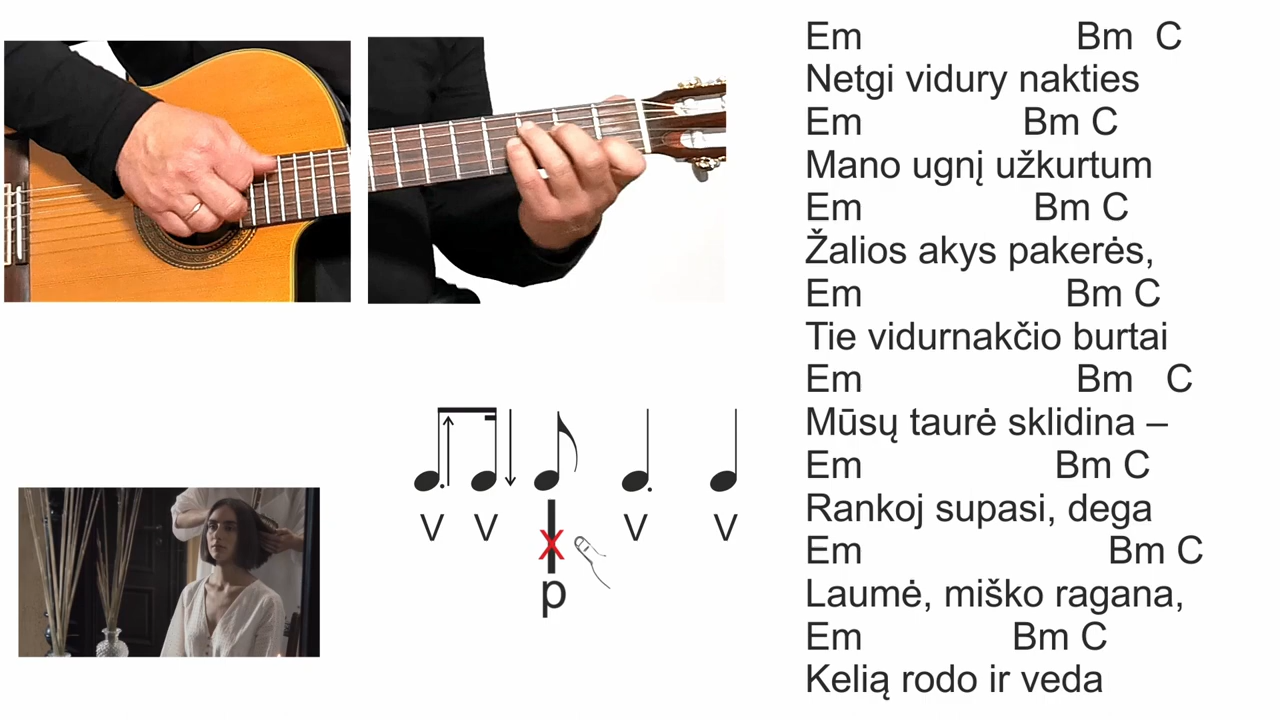 Em Bm C
Netgi vidury nakties
Em Bm C
Mano ugnį užkurtum
Em Bm C
Žalios akys pakerės,
Em Bm C
Tie vidurnakčio burtai
Em Bm C
Mūsų taurė sklidina –
Em Bm C
Rankoj supasi, dega
Em Bm C
Laumė, miško ragana,
Em Bm C
Kelią rodo ir veda
V V X V V
p